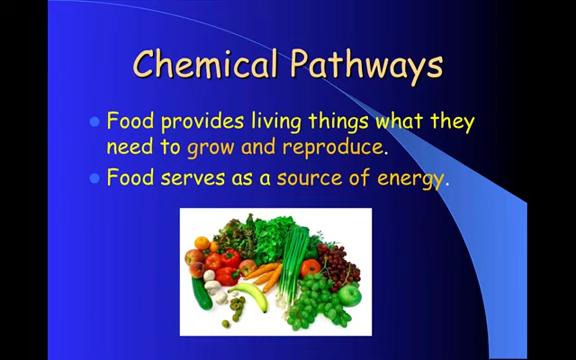 Chemical Pathways
Food provides living things what they
need to grow and reproduce.
Food serves as a source of energy.